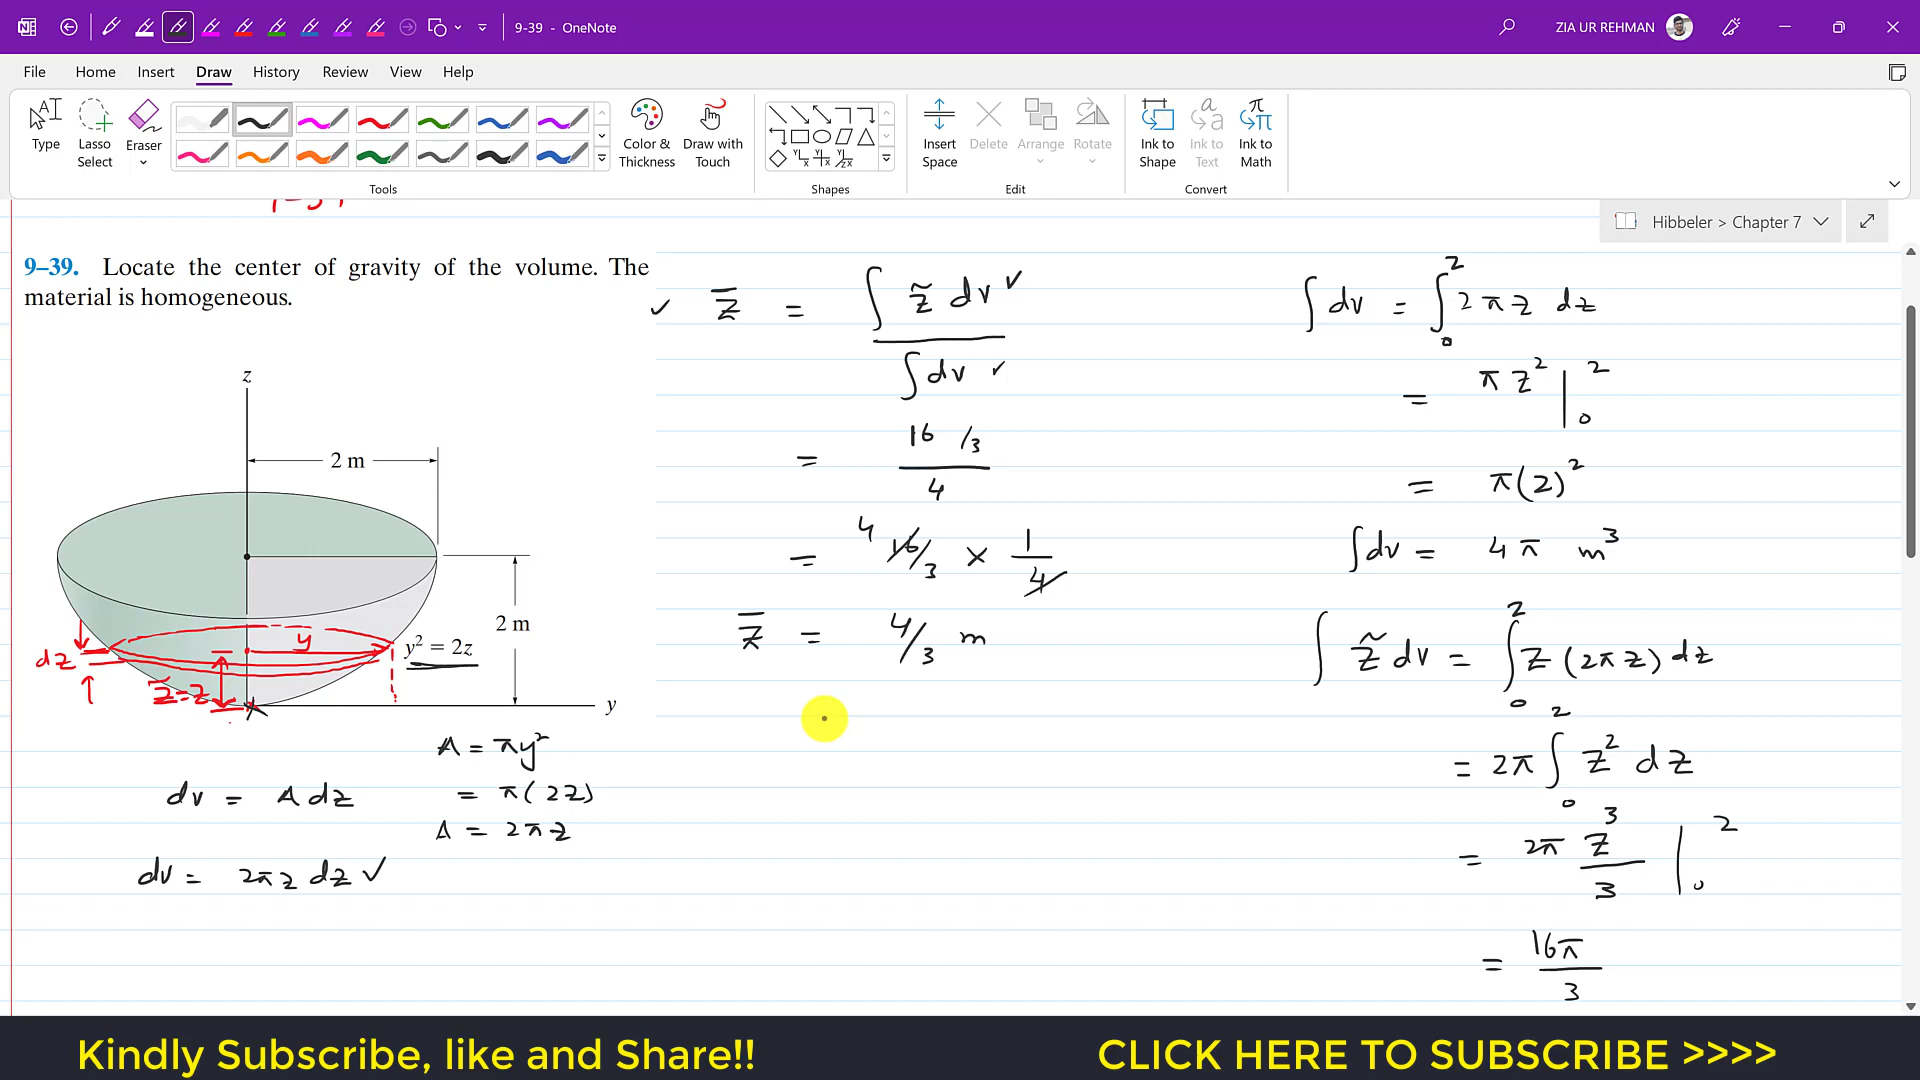 9-39 - OneNote
ZIA UR REHMAN
File Home Insert Draw History Review View Help
Type
Lasso Select
Eraser
Color & Thickness
Draw with Touch
Insert Space
Delete
Arrange
Rotate
Ink to Shape
Ink to Text
Ink to Math
Tools
Shapes
Edit
Convert
Hibbeler > Chapter 7
9–39. Locate the center of gravity of the volume. The
material is homogeneous.
z
2 m
2 m
y
y² = 2z
dz
z̃=z
y
A = πy²
= π(2z)
A = 2πz
dv = A dz
dv = 2πz dz ✓
✓ z̄ = ∫ z̃ dv ✓ / ∫ dv ✓
= 16/3 / 4
= 4 16/3 × 1/4
z̄ = 4/3 m
∫ dv = ∫₀² 2πz dz
= πz² |₀²
= π(2)²
∫dv = 4π m³
∫ z̃ dv = ∫₀² z (2πz) dz
= 2π ∫₀² z² dz
= 2π z³/3 |₀²
= 16π/3
Kindly Subscribe, like and Share!!
CLICK HERE TO SUBSCRIBE >>>>